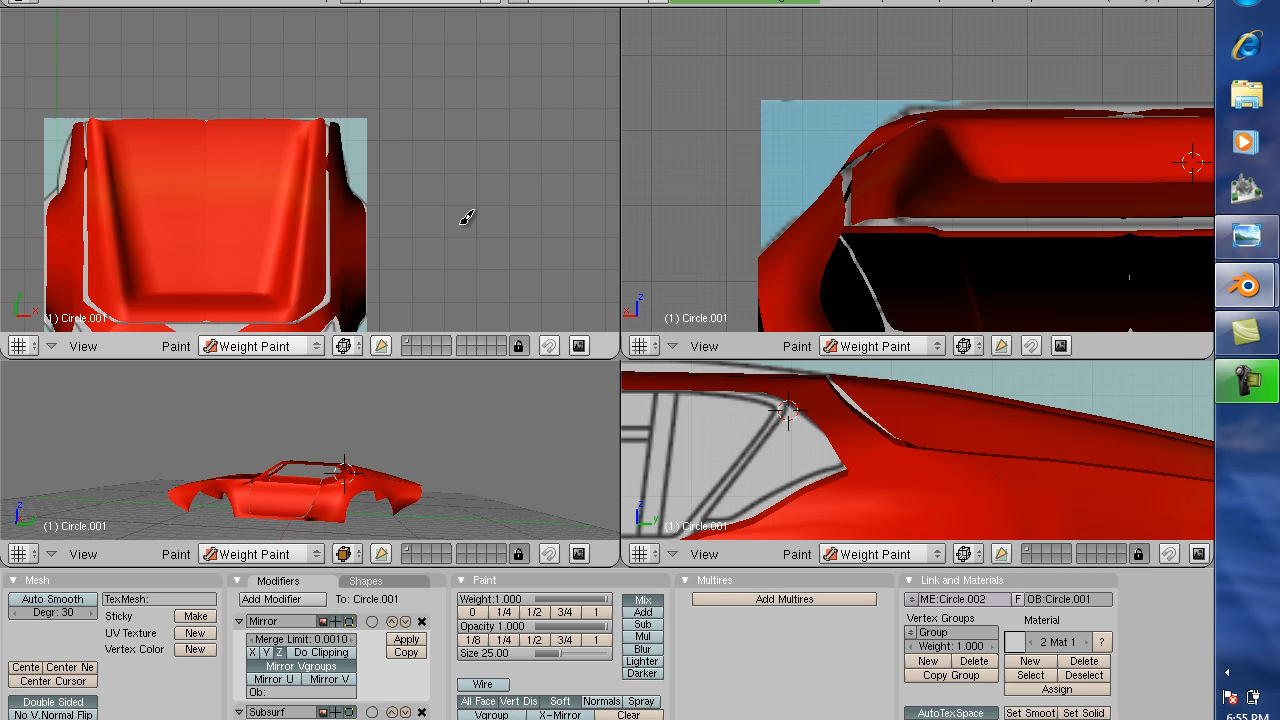 (1) Circle.001
(1) Circle.001
View Paint Weight Paint
View Paint Weight Paint
(1) Circle.001
(1) Circle.001
View Paint Weight Paint
View Paint Weight Paint
Mesh
Modifiers Shapes
Paint
Multires
Link and Materials
Auto Smooth
Degr: 30
TexMesh:
Sticky Make
UV Texture New
Vertex Color New
Cente Center Ne
Center Cursor
Double Sided
No V.Normal Flip
Add Modifier To: Circle.001
Mirror
Merge Limit: 0.0010
X Y Z Do Clipping
Mirror Vgroups
Mirror U Mirror V
Ob:
Apply
Copy
Subsurf
Weight:1.000
0 1/4 1/2 3/4 1
Opacity 1.000
1/8 1/4 1/2 3/4 1
Size 25.00
Wire
All Face Vert Dis Soft Normals Spray
Vgroup X-Mirror Clear
Mix
Add
Sub
Mul
Blur
Lighter
Darker
Add Multires
ME:Circle.002 F OB:Circle.001
Vertex Groups
Group
Weight: 1.000
New Delete
Copy Group
AutoTexSpace
Material
2 Mat 1 ?
New Delete
Select Deselect
Assign
Set Smoot Set Solid
6:55 PM